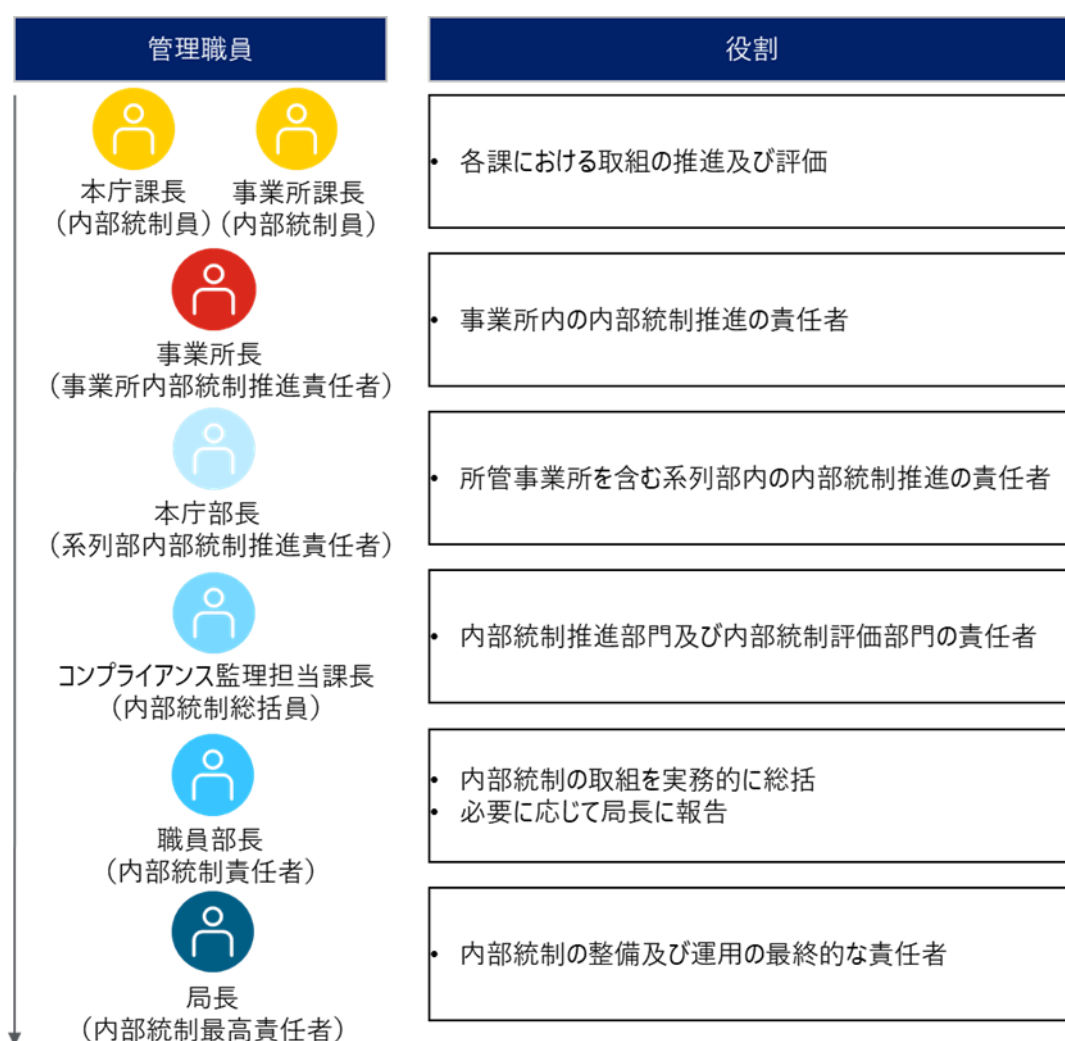 管理職員
役割
本庁課長
(内部統制員)
事業所課長
(内部統制員)
• 各課における取組の推進及び評価
事業所長
(事業所内部統制推進責任者)
• 事業所内の内部統制推進の責任者
本庁部長
(系列部内部統制推進責任者)
• 所管事業所を含む系列部内の内部統制推進の責任者
コンプライアンス監理担当課長
(内部統制総括員)
• 内部統制推進部門及び内部統制評価部門の責任者
職員部長
(内部統制責任者)
• 内部統制の取組を実務的に総括
• 必要に応じて局長に報告
局長
(内部統制最高責任者)
• 内部統制の整備及び運用の最終的な責任者